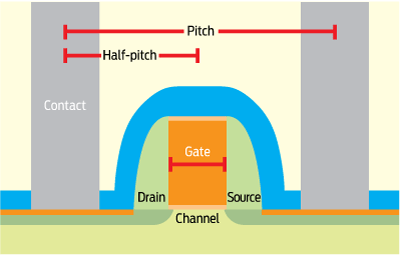 Pitch
Half-pitch
Contact
Gate
Drain
Source
Channel